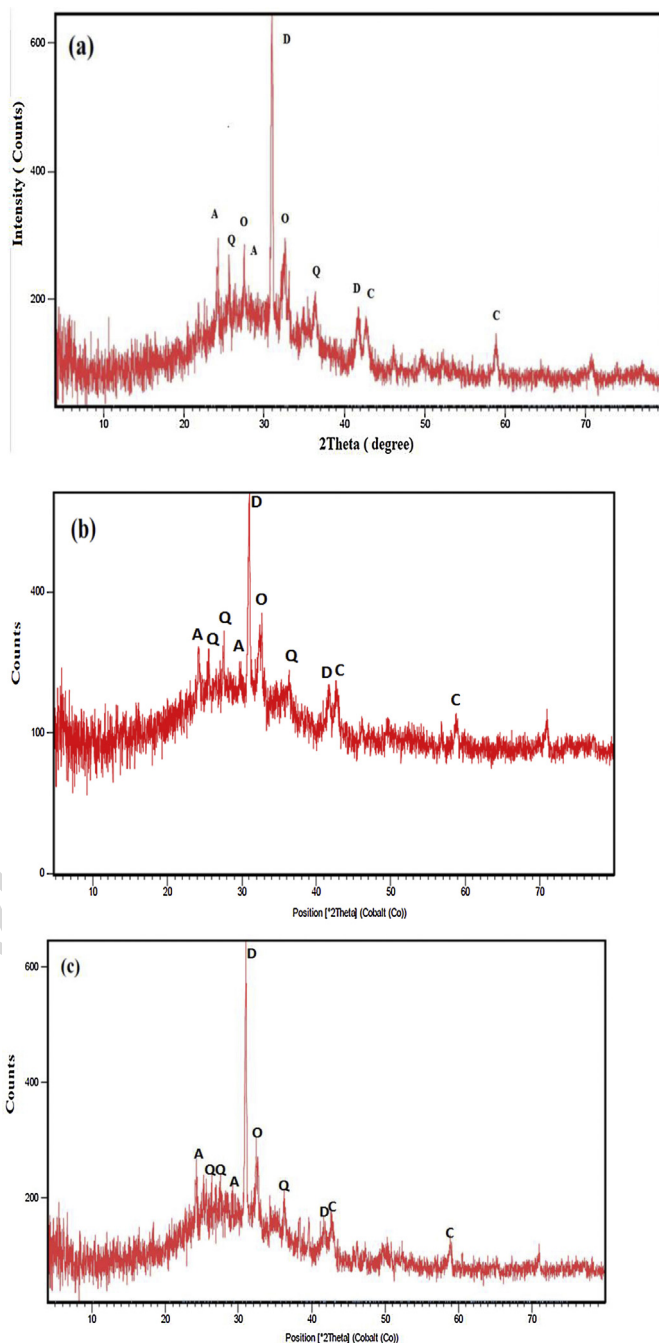 (a)
Intensity ( Counts)
600
400
200
D
A
O
O
Q
A
Q
D
C
C
10 20 30 40 50 60 70 80
2Theta ( degree)
(b)
Counts
400
100
0
D
O
Q
A
Q
A
Q
D
C
C
10 20 30 40 50 60 70
Position [°2Theta] (Cobalt (Co))
(c)
Counts
600
400
200
D
O
A
Q Q
A
Q
D
C
C
10 20 30 40 50 60 70
Position [°2Theta] (Cobalt (Co))